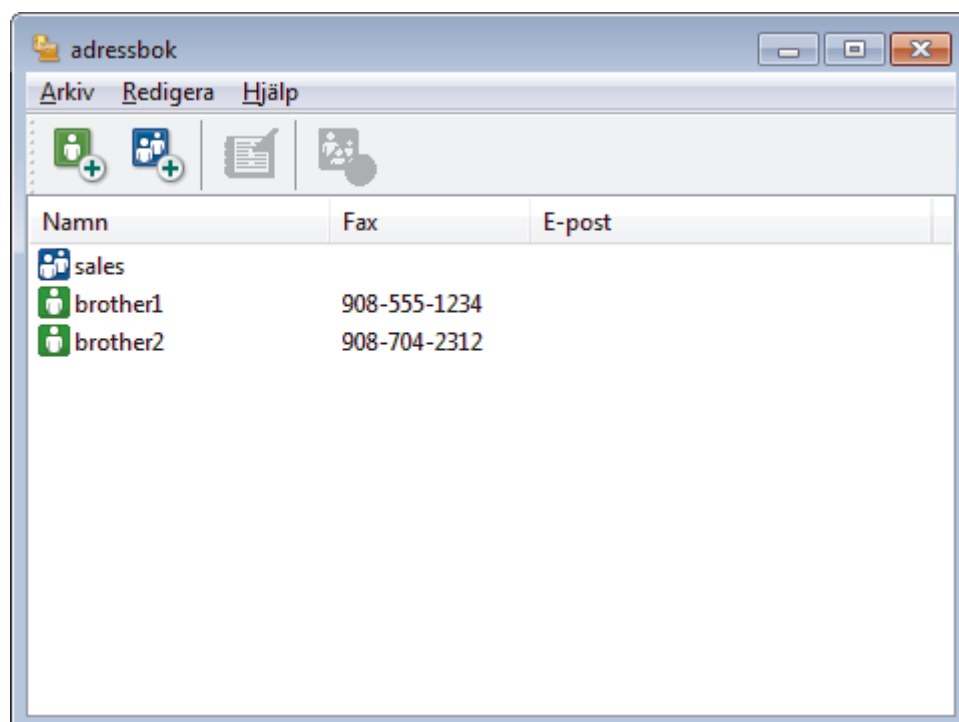 adressbok
Arkiv Redigera Hjälp
Namn Fax E-post
sales
brother1 908-555-1234
brother2 908-704-2312